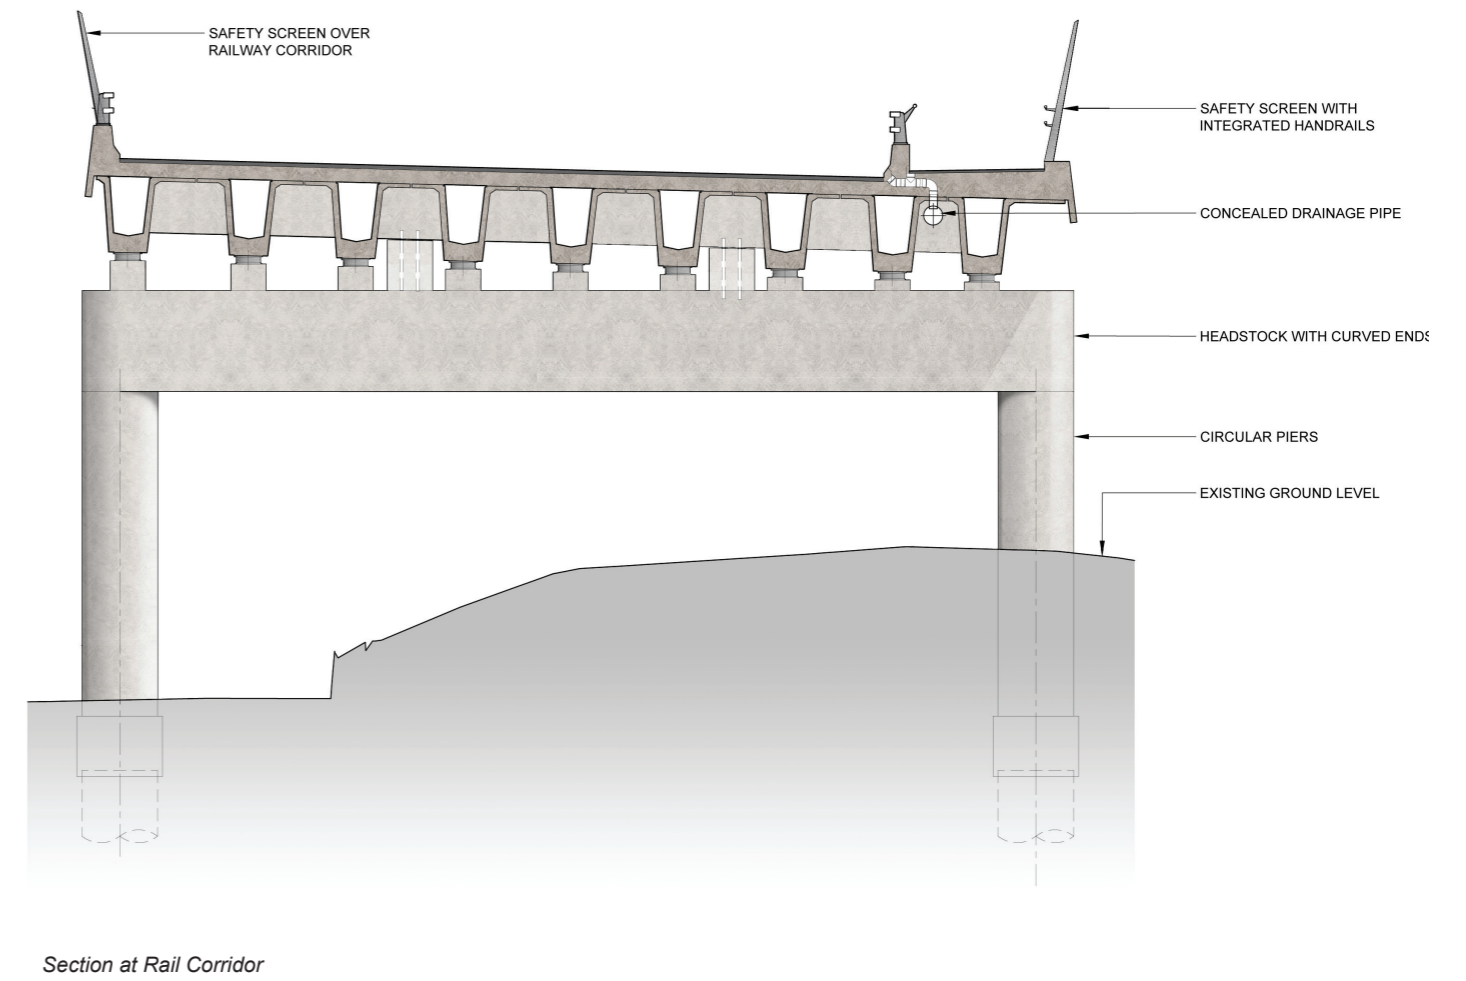 SAFETY SCREEN OVER
RAILWAY CORRIDOR
SAFETY SCREEN WITH
INTEGRATED HANDRAILS
CONCEALED DRAINAGE PIPE
HEADSTOCK WITH CURVED ENDS
CIRCULAR PIERS
EXISTING GROUND LEVEL
Section at Rail Corridor